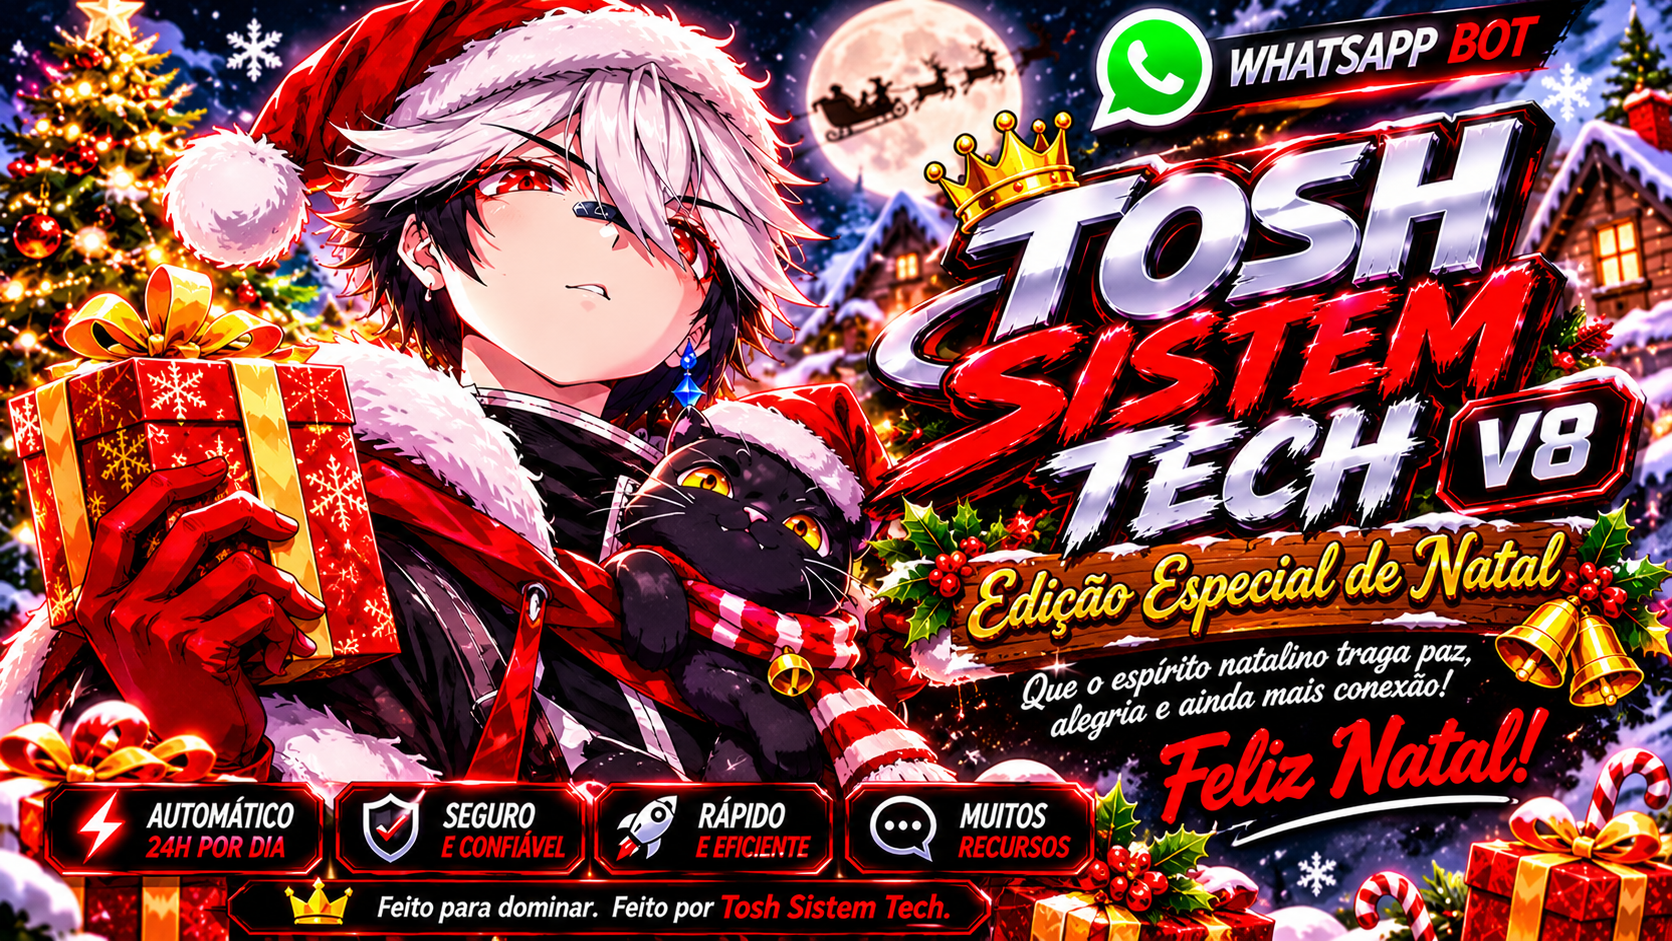 WHATSAPP BOT
TOSH
SISTEM
TECH
V8
Edição Especial de Natal
Que o espírito natalino traga paz,
alegria e ainda mais conexão!
Feliz Natal!
AUTOMÁTICO
24H POR DIA
SEGURO
E CONFIÁVEL
RÁPIDO
E EFICIENTE
MUITOS
RECURSOS
Feito para dominar. Feito por Tosh Sistem Tech.